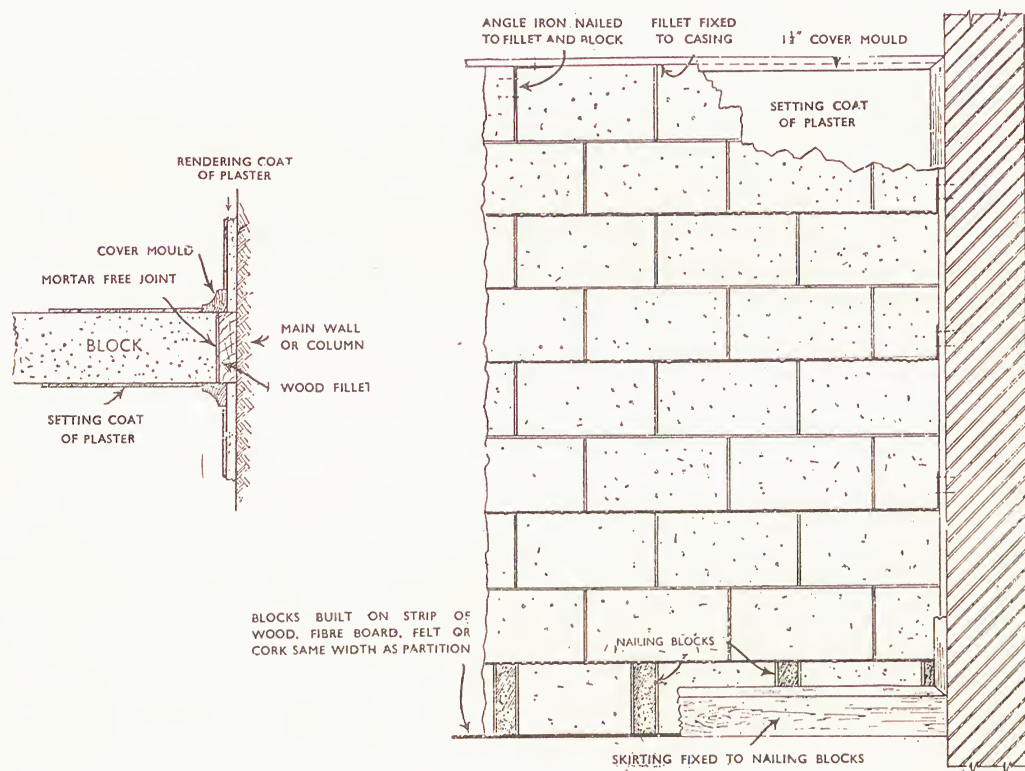 ANGLE IRON NAILED
TO FILLET AND BLOCK
FILLET FIXED
TO CASING
1½" COVER MOULD
SETTING COAT
OF PLASTER
RENDERING COAT
OF PLASTER
COVER MOULD
MORTAR FREE JOINT
BLOCK
MAIN WALL
OR COLUMN
WOOD FILLET
SETTING COAT
OF PLASTER
BLOCKS BUILT ON STRIP OF
WOOD, FIBRE BOARD, FELT OR
CORK SAME WIDTH AS PARTITION
NAILING BLOCKS
SKIRTING FIXED TO NAILING BLOCKS